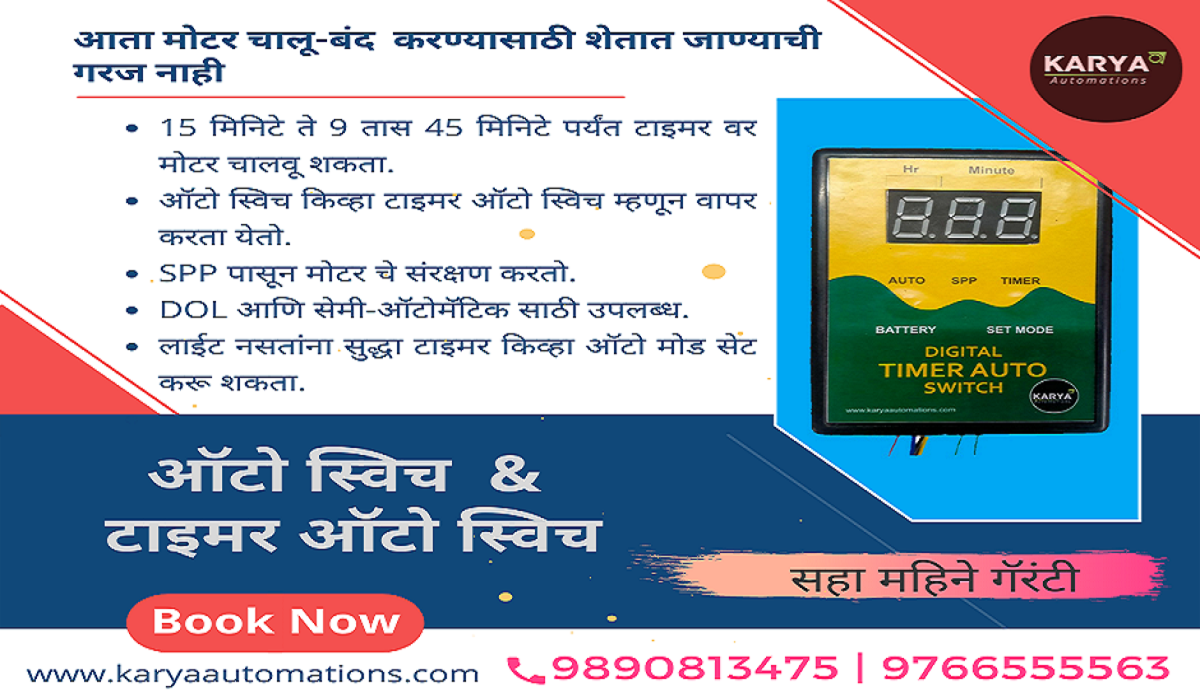 आता मोटर चालू-बंद करण्यासाठी शेतात जाण्याची
गरज नाही
KARYA
Automations
15 मिनिटे ते 9 तास 45 मिनिटे पर्यंत टाइमर वर
मोटर चालवू शकता.
ऑटो स्विच किव्हा टाइमर ऑटो स्विच म्हणून वापर
करता येतो.
SPP पासून मोटर चे संरक्षण करतो.
DOL आणि सेमी-ऑटोमॅटिक साठी उपलब्ध.
लाईट नसतांना सुद्धा टाइमर किव्हा ऑटो मोड सेट
करू शकता.
Hr Minute
8.8.8.
AUTO SPP TIMER
BATTERY SET MODE
DIGITAL
TIMER AUTO
SWITCH
KARYA
www.karyaautomations.com
ऑटो स्विच &
टाइमर ऑटो स्विच
सहा महिने गॅरंटी
Book Now
www.karyaautomations.com
9890813475 | 9766555563